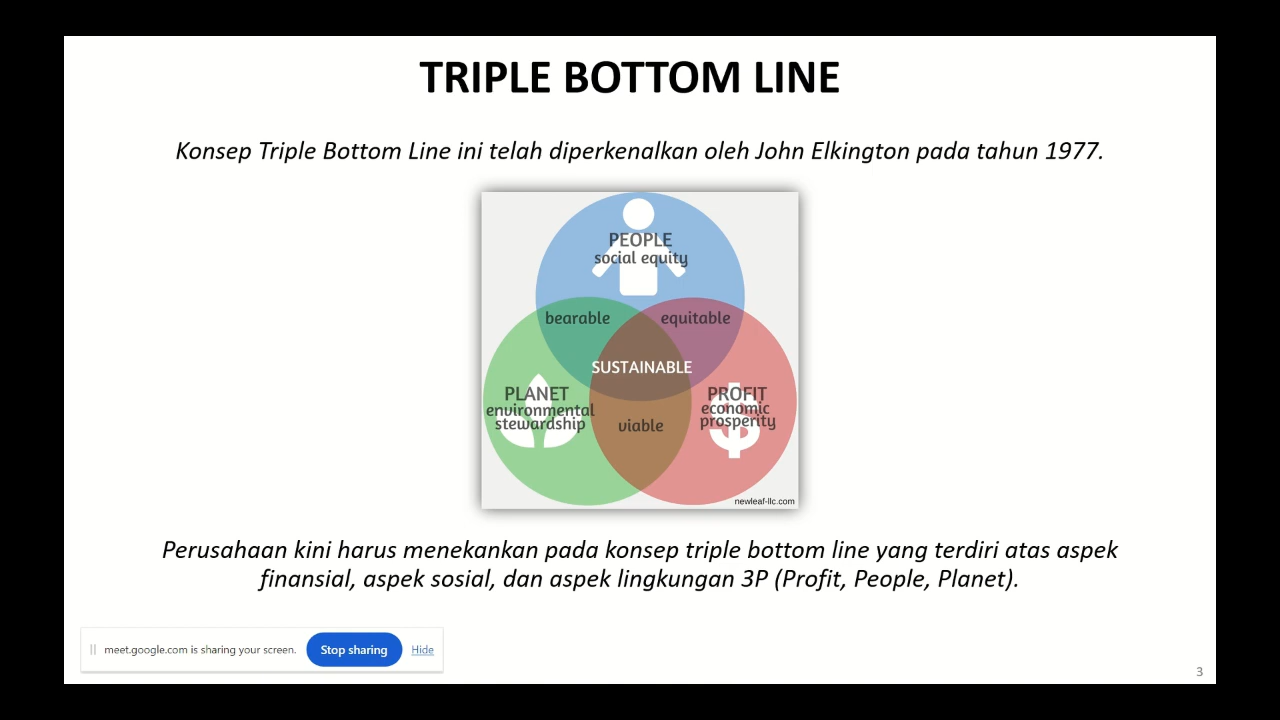 TRIPLE BOTTOM LINE
Konsep Triple Bottom Line ini telah diperkenalkan oleh John Elkington pada tahun 1977.
PEOPLE
social equity
bearable
equitable
SUSTAINABLE
PLANET
environmental
stewardship
PROFIT
economic
prosperity
viable
newleaf-llc.com
Perusahaan kini harus menekankan pada konsep triple bottom line yang terdiri atas aspek
finansial, aspek sosial, dan aspek lingkungan 3P (Profit, People, Planet).
meet.google.com is sharing your screen.
Stop sharing
Hide
3